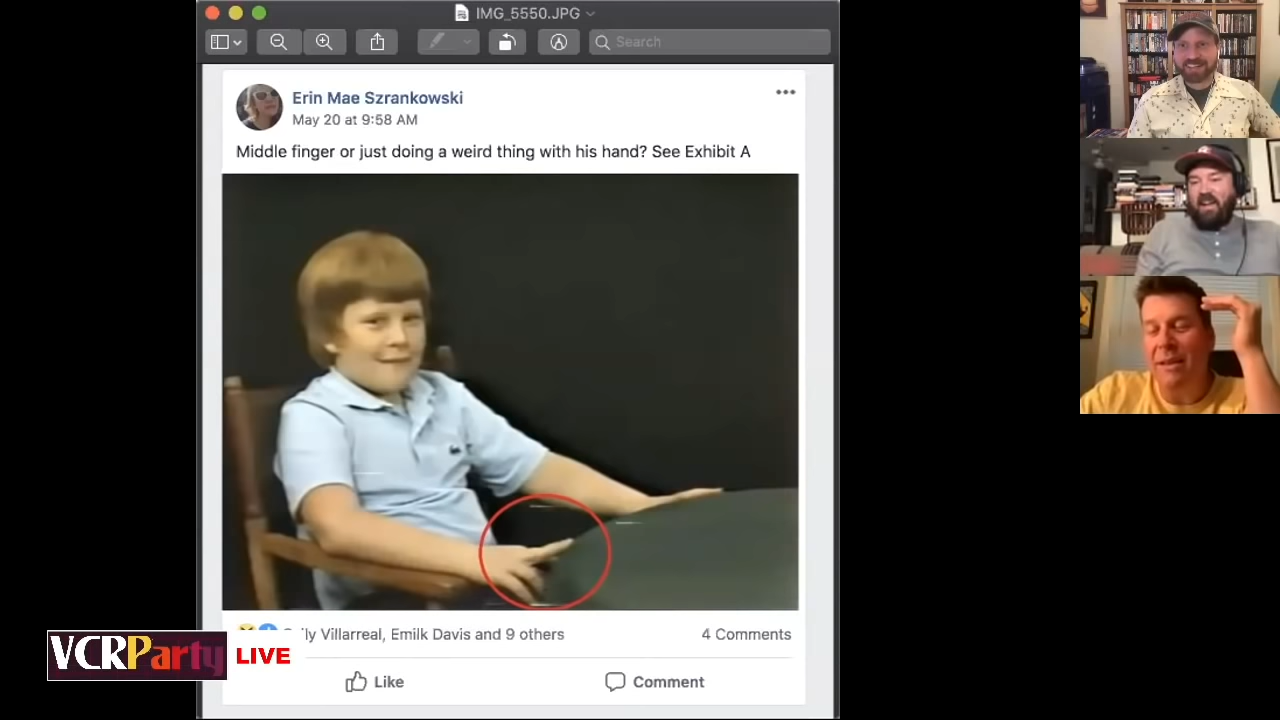 IMG_5550.JPG
Search
Erin Mae Szrankowski
May 20 at 9:58 AM
Middle finger or just doing a weird thing with his hand? See Exhibit A
Villarreal, Emilk Davis and 9 others
4 Comments
VCRParty LIVE
Like
Comment